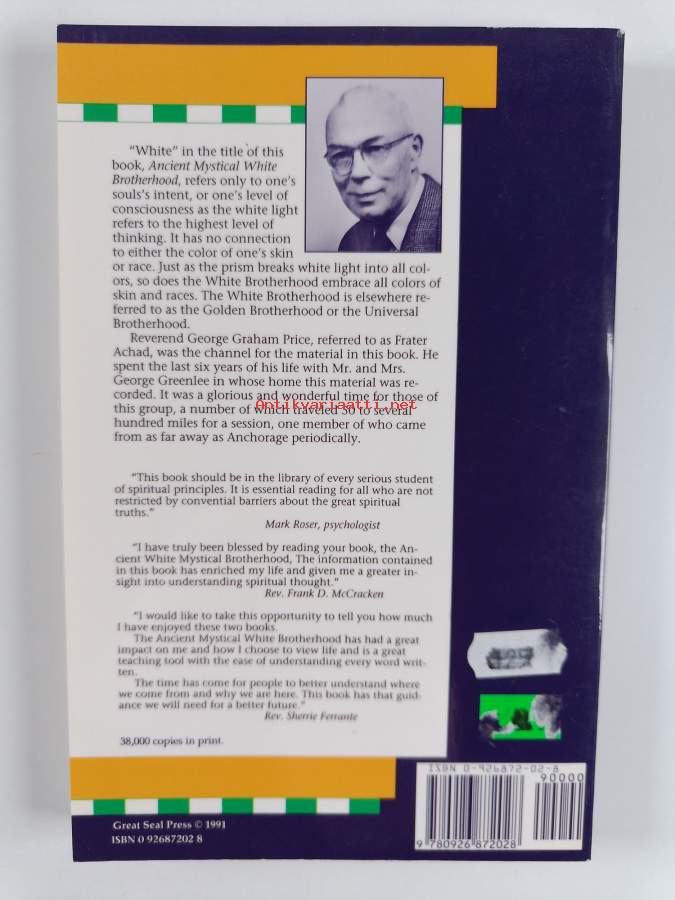 “White” in the title of this
book, Ancient Mystical White
Brotherhood, refers only to one’s
souls’s intent, or one’s level of
consciousness as the white light
refers to the highest level of
thinking. It has no connection
to either the color of one’s skin
or race. Just as the prism breaks white light into all col-
ors, so does the White Brotherhood embrace all colors of
skin and races. The White Brotherhood is elsewhere re-
ferred to as the Golden Brotherhood or the Universal
Brotherhood.
Reverend George Graham Price, referred to as Frater
Achad, was the channel for the material in this book. He
spent the last six years of his life with Mr. and Mrs.
George Greenlee in whose home this material was re-
corded. It was a glorious and wonderful time for those of
this group, a number of which traveled 50 to several
Antikvariaatti.net
hundred miles for a session, one member of who came
from as far away as Anchorage periodically.
“This book should be in the library of every serious student
of spiritual principles. It is essential reading for all who are not
restricted by convential barriers about the great spiritual
truths.”
Mark Roser, psychologist
“I have truly been blessed by reading your book, the An-
cient White Mystical Brotherhood, The information contained
in this book has enriched my life and given me a greater in-
sight into understanding spiritual thought.”
Rev. Frank D. McCracken
“I would like to take this opportunity to tell you how much
I have enjoyed these two books.
The Ancient Mystical White Brotherhood has had a great
impact on me and how I choose to view life and is a great
teaching tool with the ease of understanding every word writ-
ten.
The time has come for people to better understand where
we come from and why we are here. This book has that guid-
ance we will need for a better future.”
Rev. Sherrie Ferrante
38,000 copies in print.
Great Seal Press © 1991
ISBN 0 92687202 8
ISBN 0-926872-02-8
90000
9 780926 872028